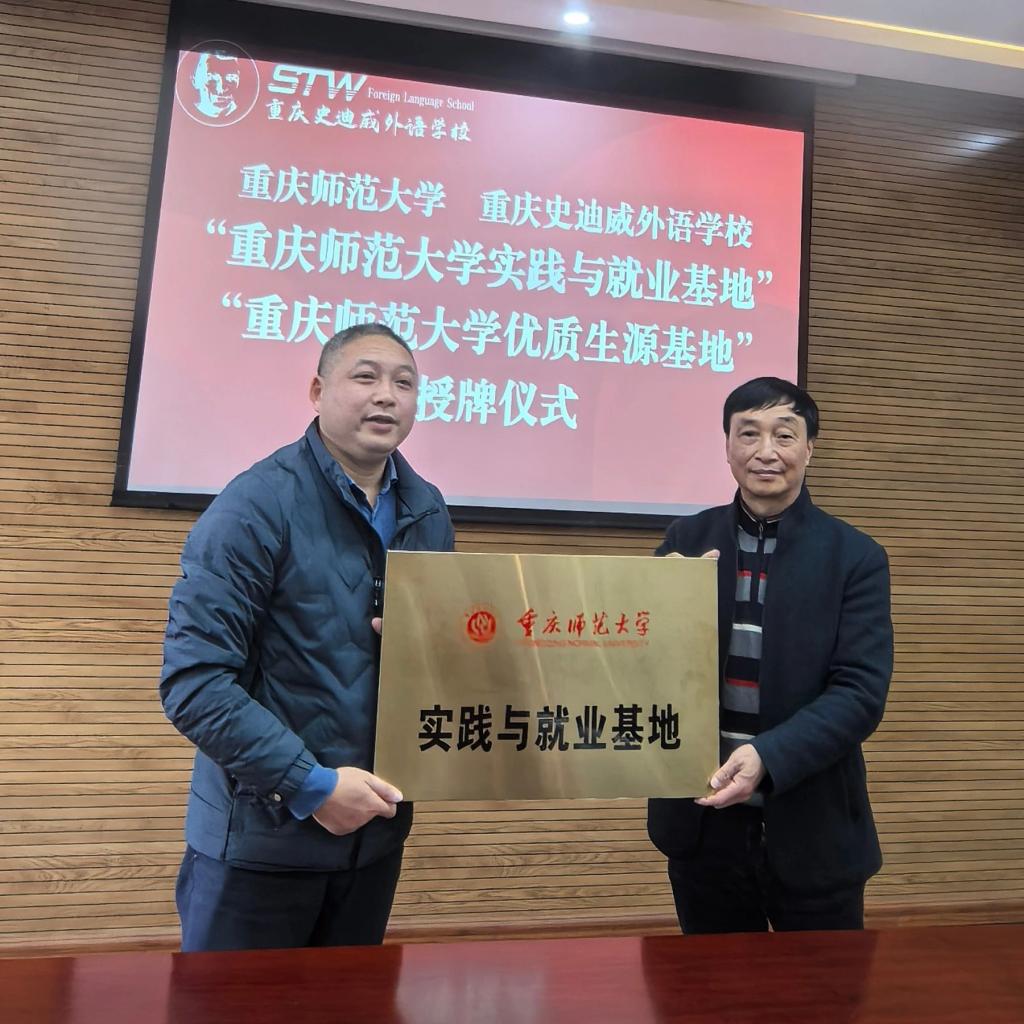 STW Foreign Language School
重庆史迪威外语学校
重庆师范大学 重庆史迪威外语学校
“重庆师范大学实践与就业基地”
“重庆师范大学优质生源基地”
授牌仪式
重庆师范大学
CHONGQING NORMAL UNIVERSITY
实践与就业基地